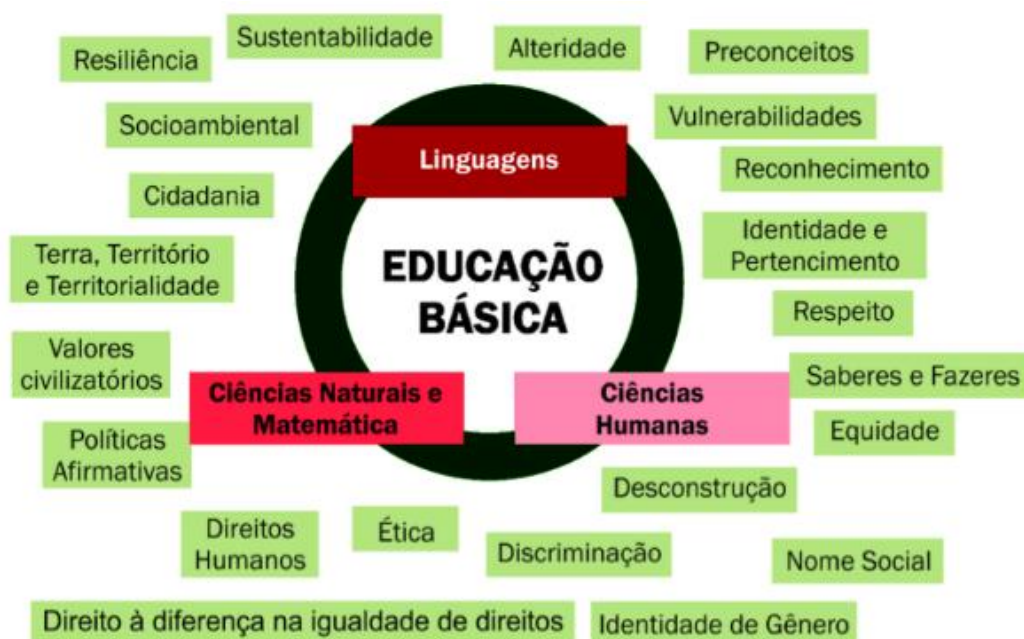 Sustentabilidade
Alteridade
Preconceitos
Resiliência
Vulnerabilidades
Socioambiental
Linguagens
Reconhecimento
Cidadania
Identidade e
Pertencimento
Terra, Território
e Territorialidade
EDUCAÇÃO
BÁSICA
Respeito
Valores
civilizatórios
Ciências Naturais e
Matemática
Ciências
Humanas
Saberes e Fazeres
Equidade
Políticas
Afirmativas
Desconstrução
Direitos
Humanos
Ética
Discriminação
Nome Social
Direito à diferença na igualdade de direitos
Identidade de Gênero